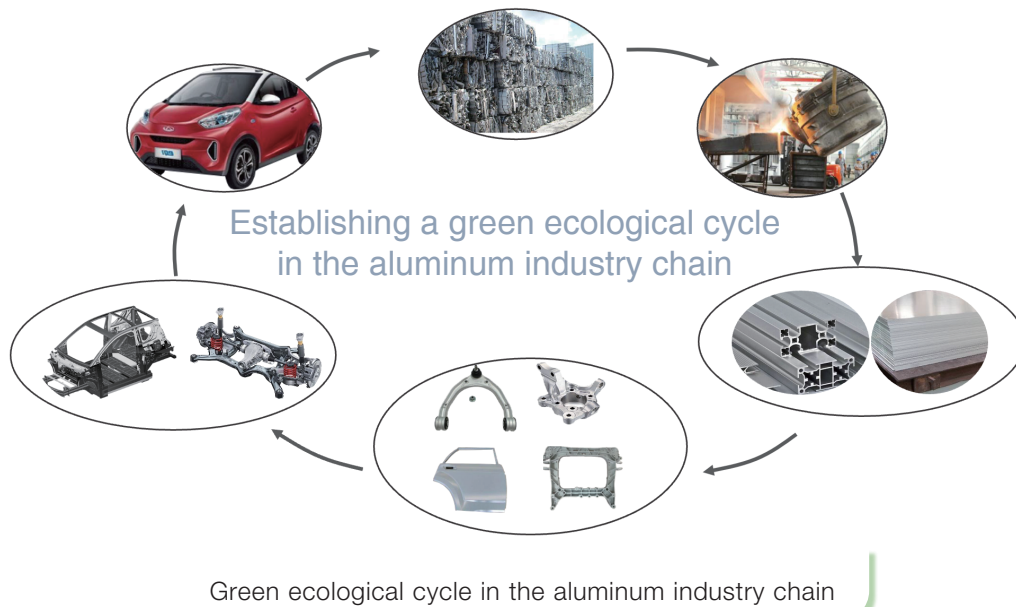 Establishing a green ecological cycle
in the aluminum industry chain
Green ecological cycle in the aluminum industry chain